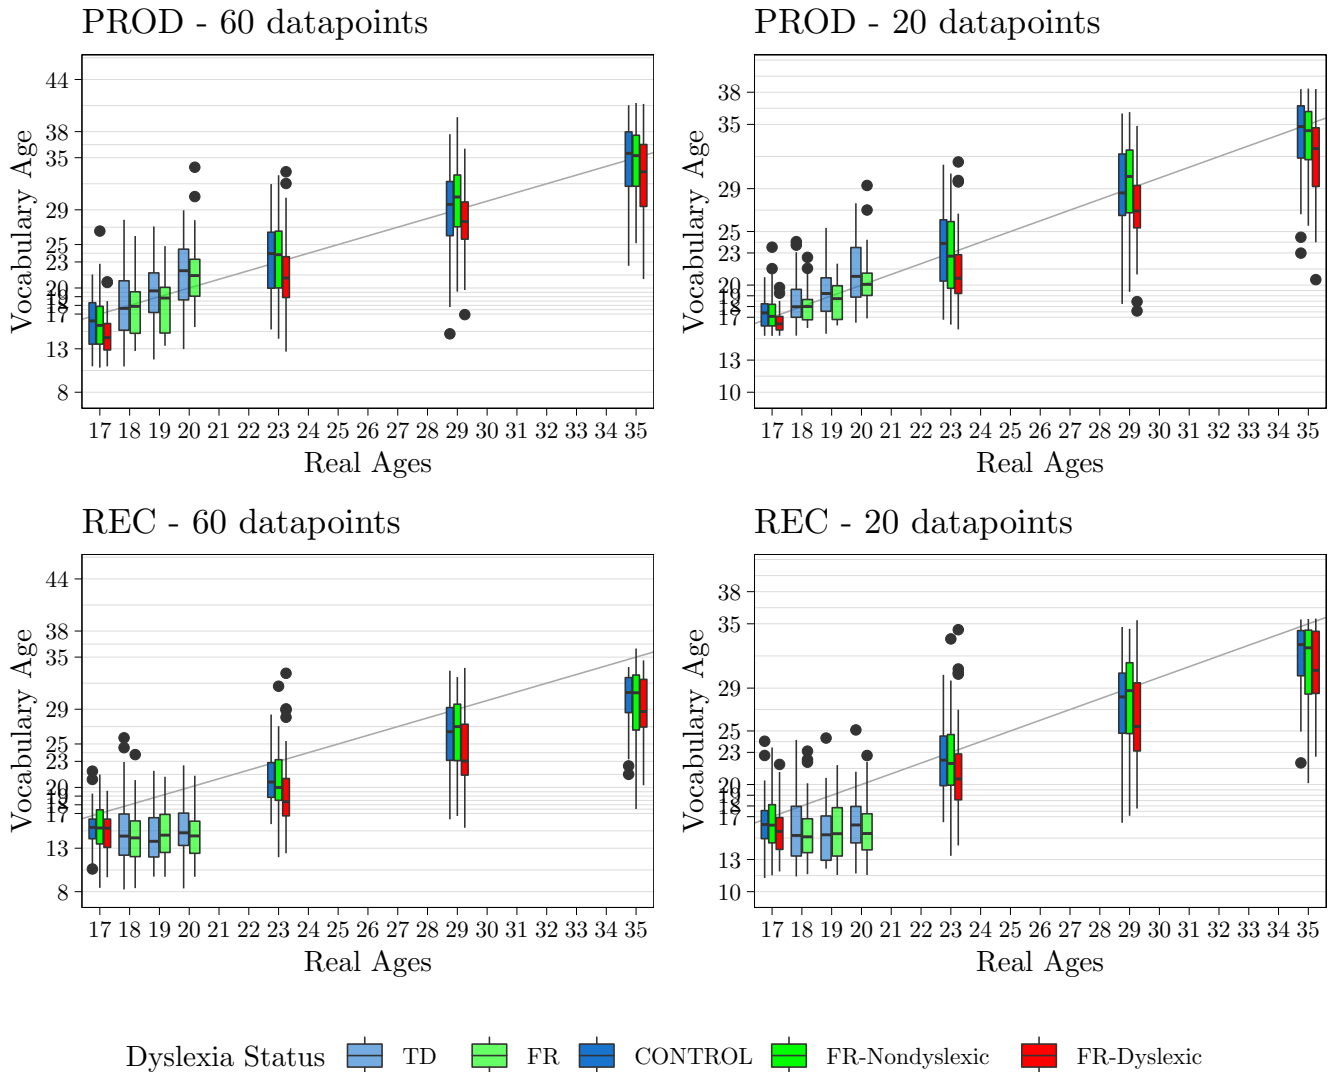 PROD - 60 datapoints
Vocabulary Age
44
38
35
29
25
23
20
19
18
17
13
8
17 18 19 20 21 22 23 24 25 26 27 28 29 30 31 32 33 34 35
Real Ages
PROD - 20 datapoints
Vocabulary Age
38
35
29
25
23
20
19
18
17
13
10
17 18 19 20 21 22 23 24 25 26 27 28 29 30 31 32 33 34 35
Real Ages
REC - 60 datapoints
Vocabulary Age
44
38
35
29
25
23
20
19
18
17
13
8
17 18 19 20 21 22 23 24 25 26 27 28 29 30 31 32 33 34 35
Real Ages
REC - 20 datapoints
Vocabulary Age
38
35
29
25
23
20
19
18
17
13
10
17 18 19 20 21 22 23 24 25 26 27 28 29 30 31 32 33 34 35
Real Ages
Dyslexia Status TD FR CONTROL FR-Nondyslexic FR-Dyslexic